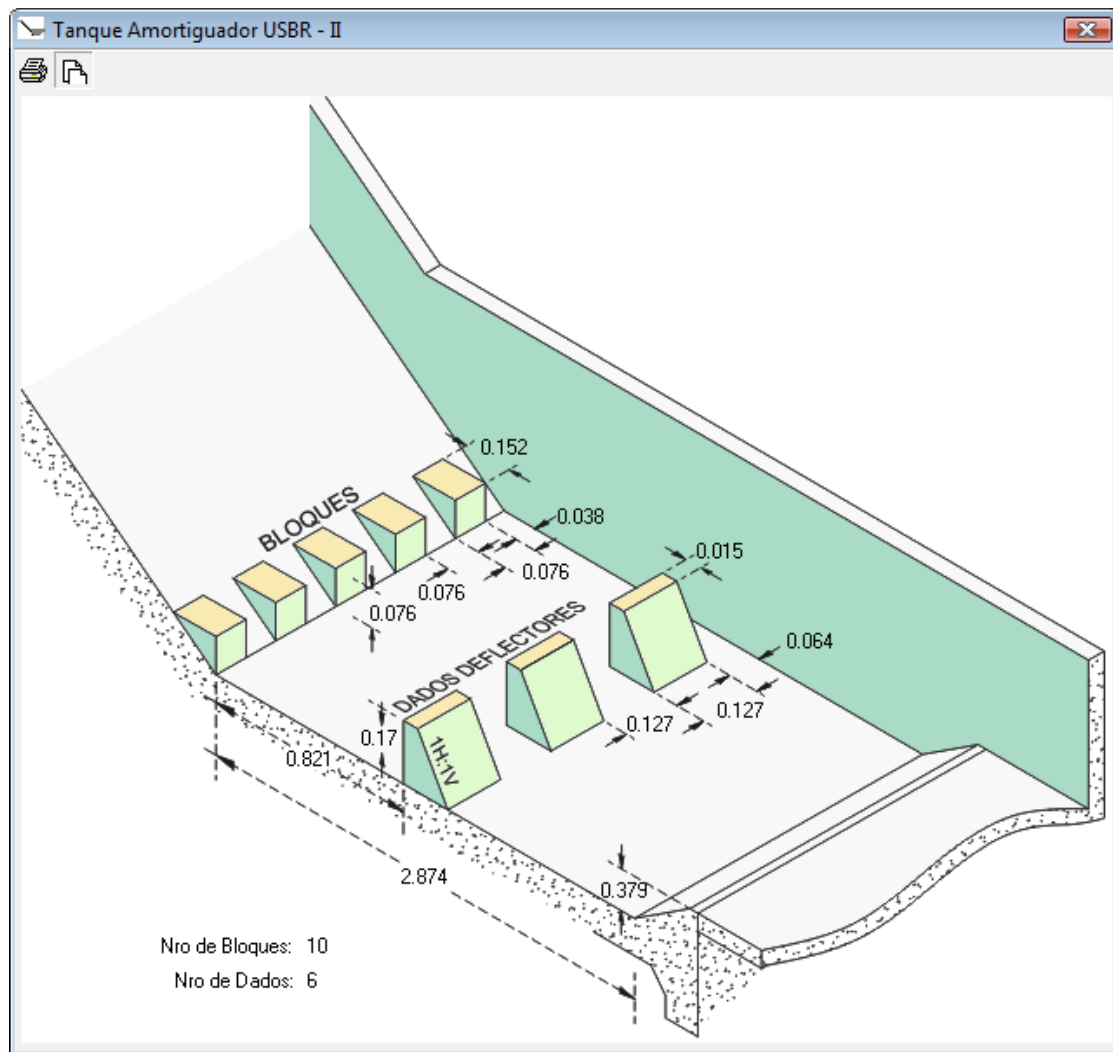 Tanque Amortiguador USBR - II
0.152
BLOQUES
0.038
0.076
0.015
0.076
0.076
DADOS DEFLECTORES
0.064
0.127
0.127
0.17
1H:1V
0.821
2.874
0.379
Nro de Bloques: 10
Nro de Dados: 6